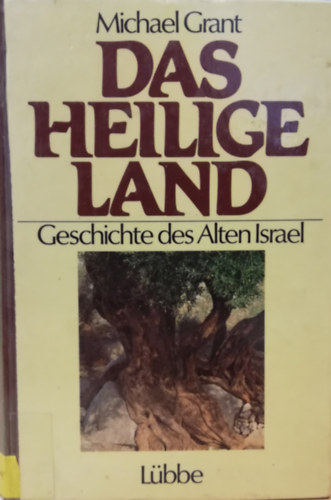 Michael Grant
DAS
HEILIGE
LAND
Geschichte des Alten Israel
Lübbe